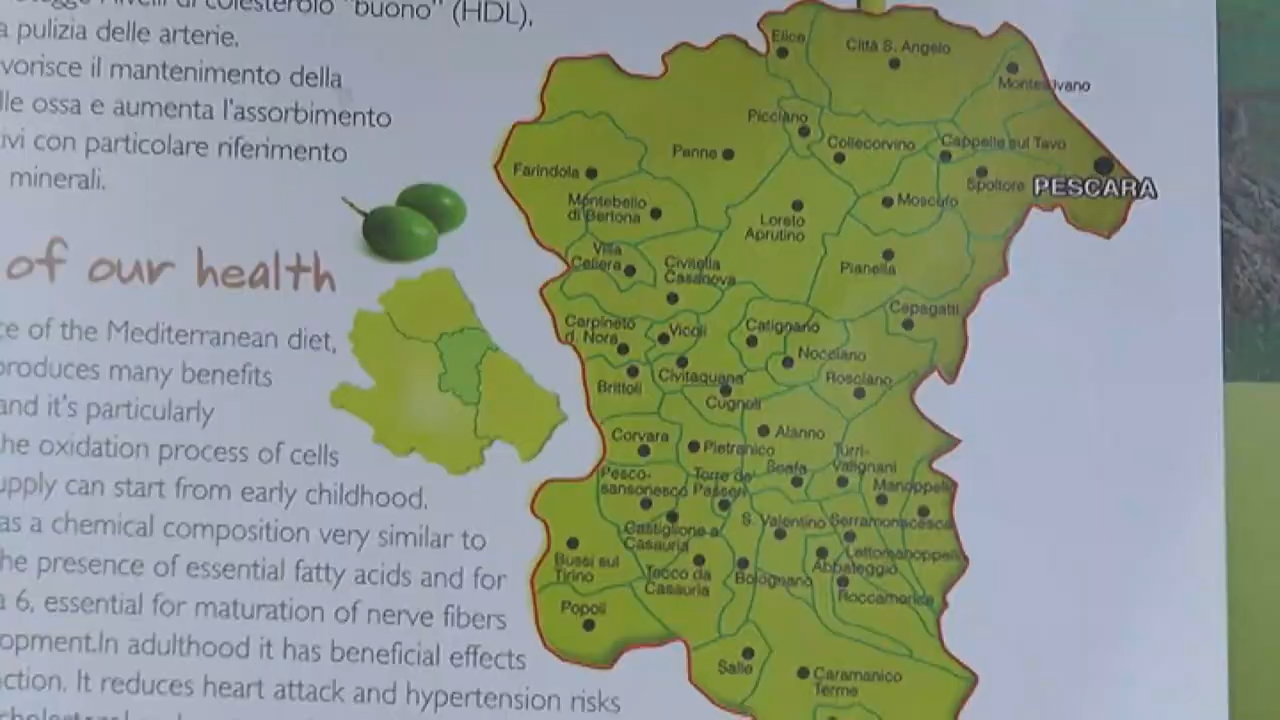 "buono" (HDL),
a pulizia delle arterie.
vorisce il mantenimento della
lle ossa e aumenta l'assorbimento
ivi con particolare riferimento
minerali.
of our health
ce of the Mediterranean diet,
produces many benefits
and it's particularly
the oxidation process of cells
upply can start from early childhood.
as a chemical composition very similar to
he presence of essential fatty acids and for
a 6, essential for maturation of nerve fibers
opment.In adulthood it has beneficial effects
ction. It reduces heart attack and hypertension risks
Elice
Città S. Angelo
Montesilvano
Picciano
Collecorvino
Cappelle sul Tavo
Penne
Farindola
Spoltore
PESCARA
Montebello
di Bertona
Loreto
Aprutino
Moscufo
Villa
Celiera
Civitella
Casanova
Pianella
Cepagatti
Carpineto
d. Nora
Vicoli
Catignano
Nocciano
Brittoli
Civitaquana
Cugnoli
Rosciano
Corvara
Pietranico
Alanno
Pesco-
sansonesco
Torre de'
Passeri
Scafa
Turri-
Valignani
Manoppello
Castiglione a
Casauria
S. Valentino
Serramonacesca
Bussi sul
Tirino
Tocco da
Casauria
Bolognano
Abbateggio
Lettomanoppello
Roccamorice
Popoli
Salle
Caramanico
Terme